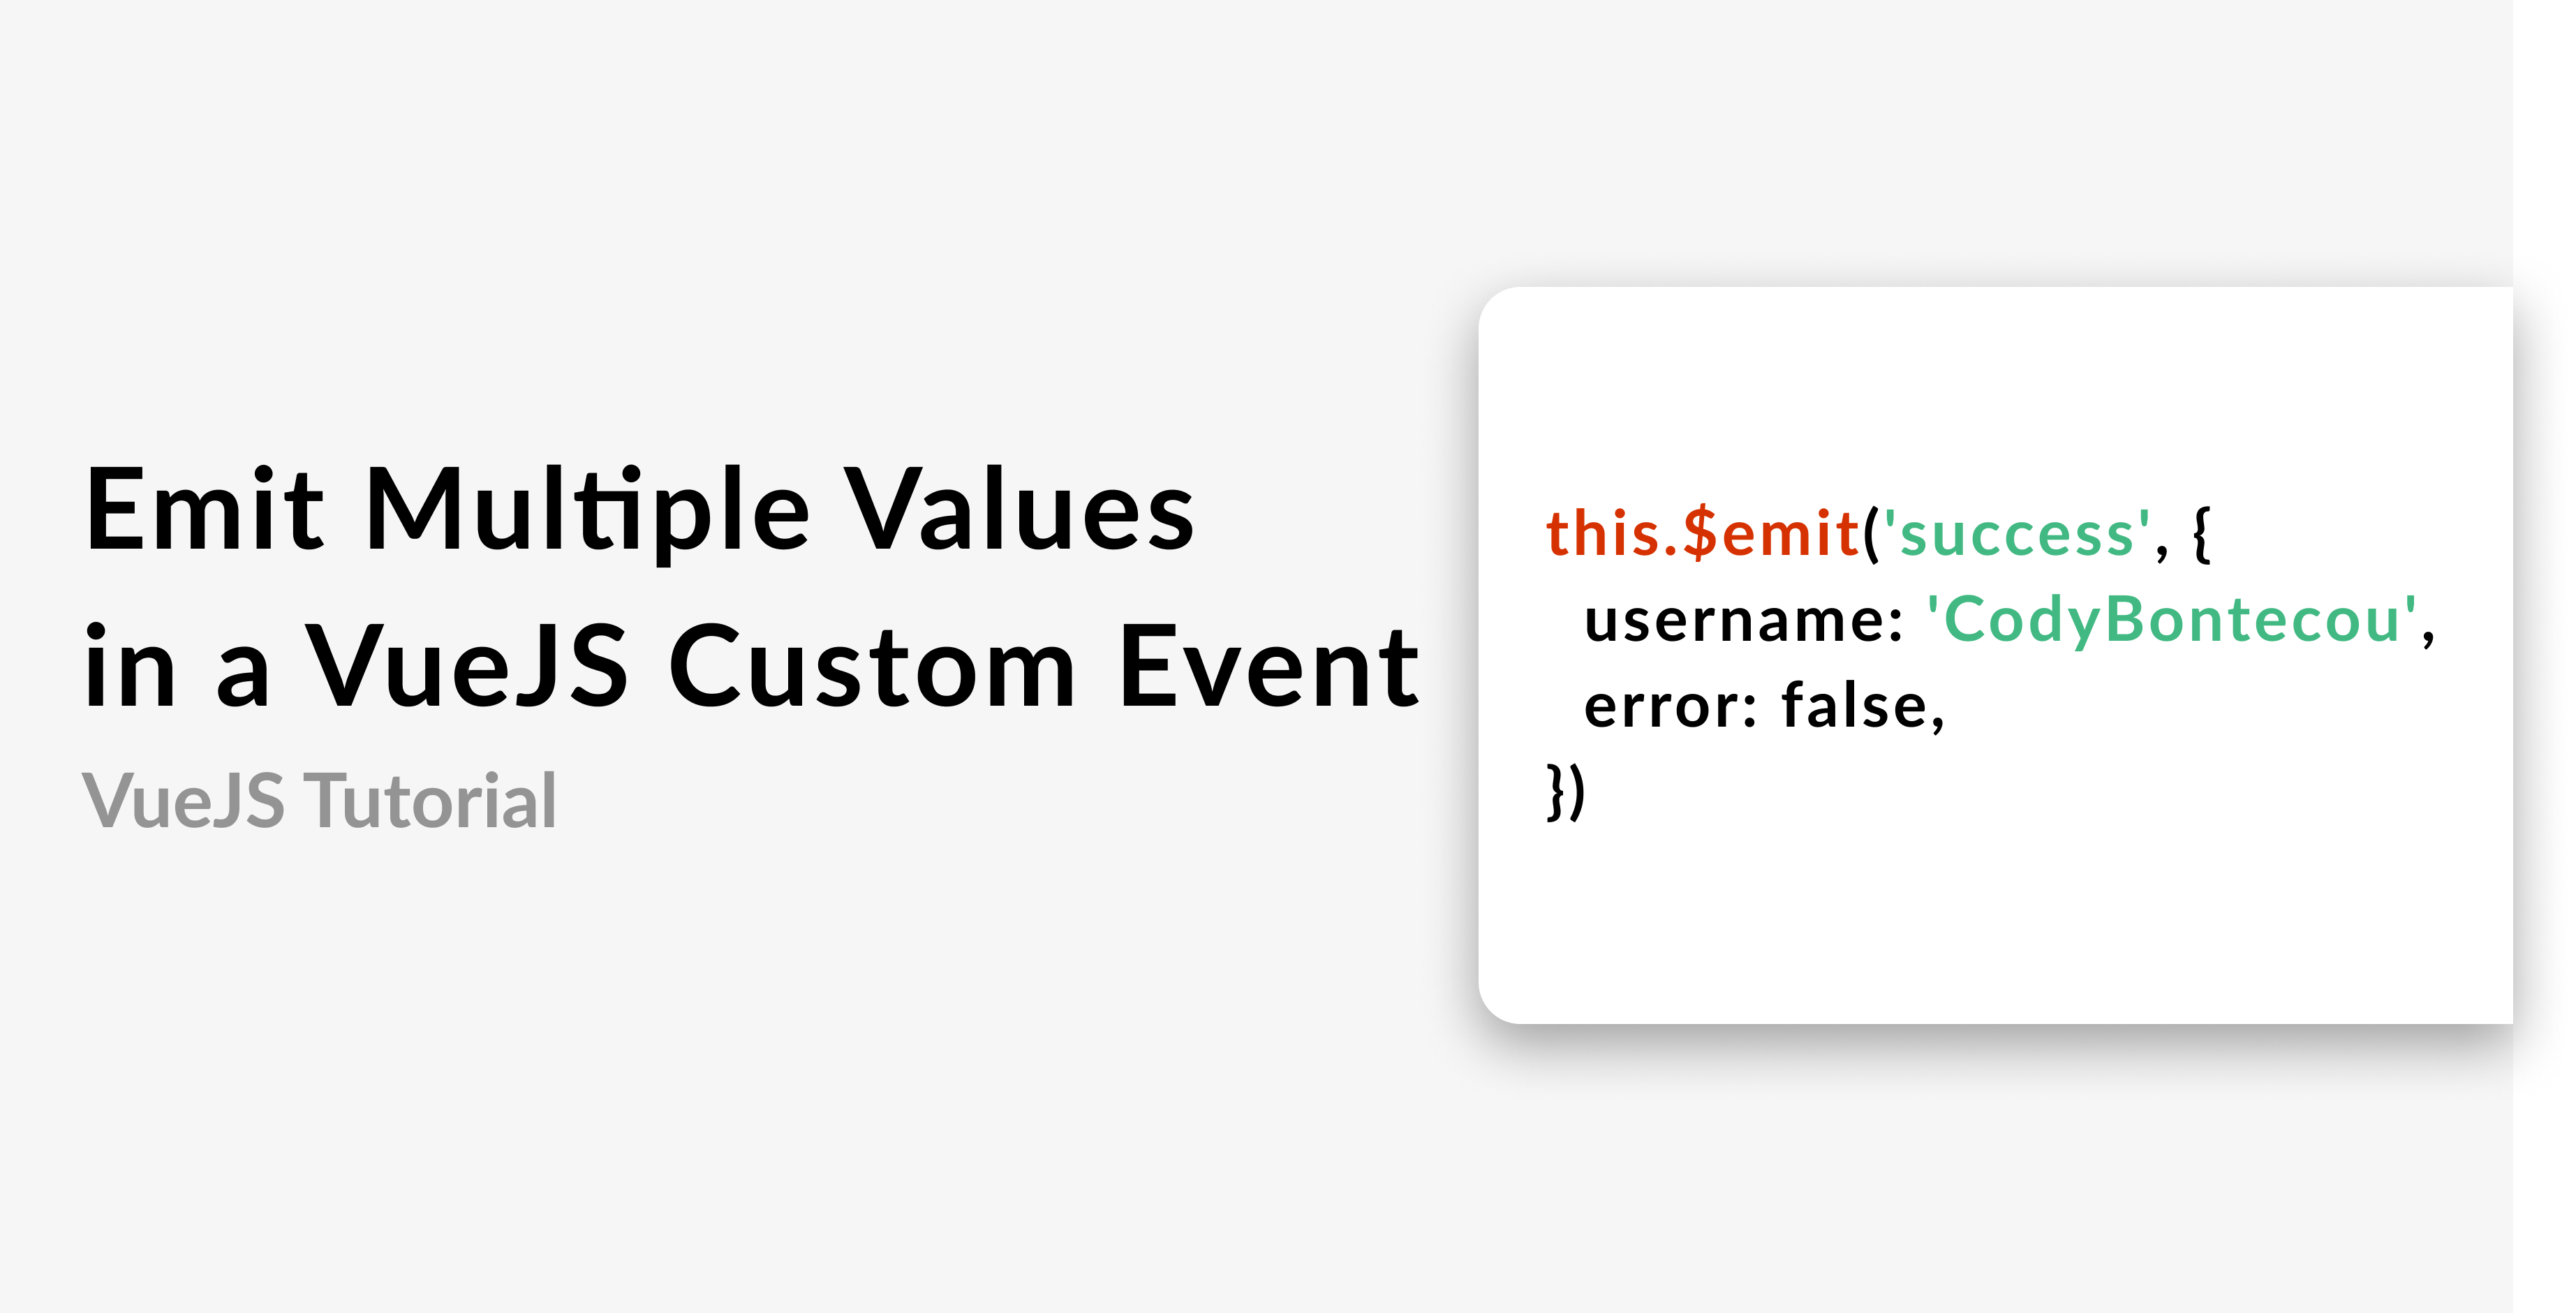 Emit Multiple Values
in a VueJS Custom Event
VueJS Tutorial
this.$emit('success', {
  username: 'CodyBontecou',
  error: false,
})